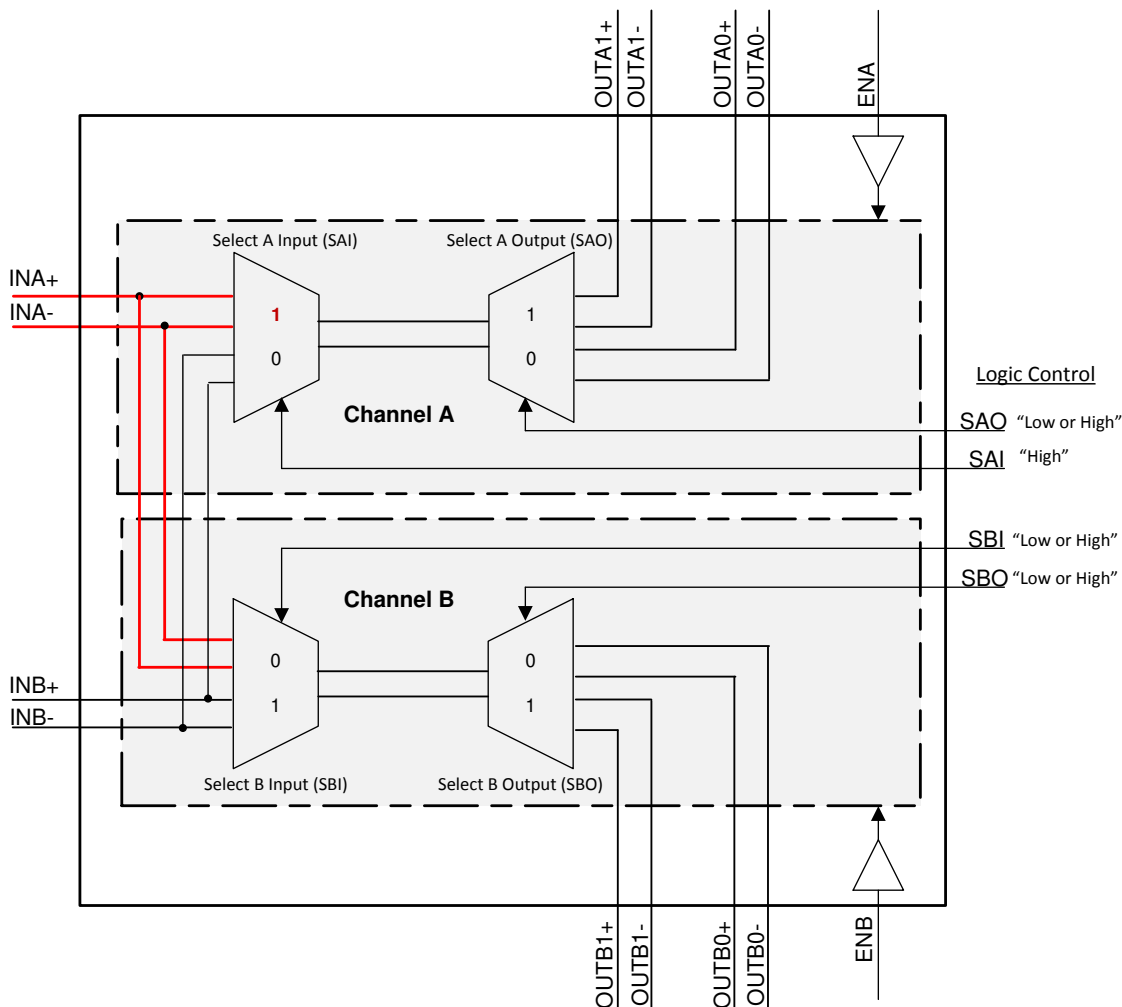 OUTA1+
OUTA1-
OUTA0+
OUTA0-
ENA
Select A Input (SAI)
Select A Output (SAO)
INA+
INA-
1
0
1
0
Channel A
Logic Control
SAO "Low or High"
SAI "High"
SBI "Low or High"
SBO "Low or High"
Channel B
0
1
0
1
INB+
INB-
Select B Input (SBI)
Select B Output (SBO)
OUTB1+
OUTB1-
OUTB0+
OUTB0-
ENB